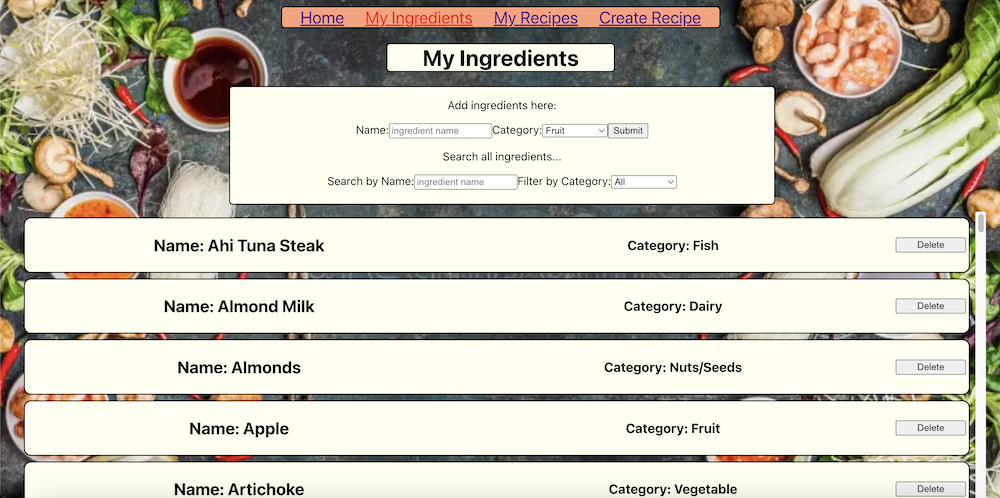 Home My Ingredients My Recipes Create Recipe
My Ingredients
Add ingredients here:
Name: ingredient name Category: Fruit Submit
Search all ingredients...
Search by Name: ingredient name Filter by Category: All
Name: Ahi Tuna Steak Category: Fish Delete
Name: Almond Milk Category: Dairy Delete
Name: Almonds Category: Nuts/Seeds Delete
Name: Apple Category: Fruit Delete
Name: Artichoke Category: Vegetable Delete